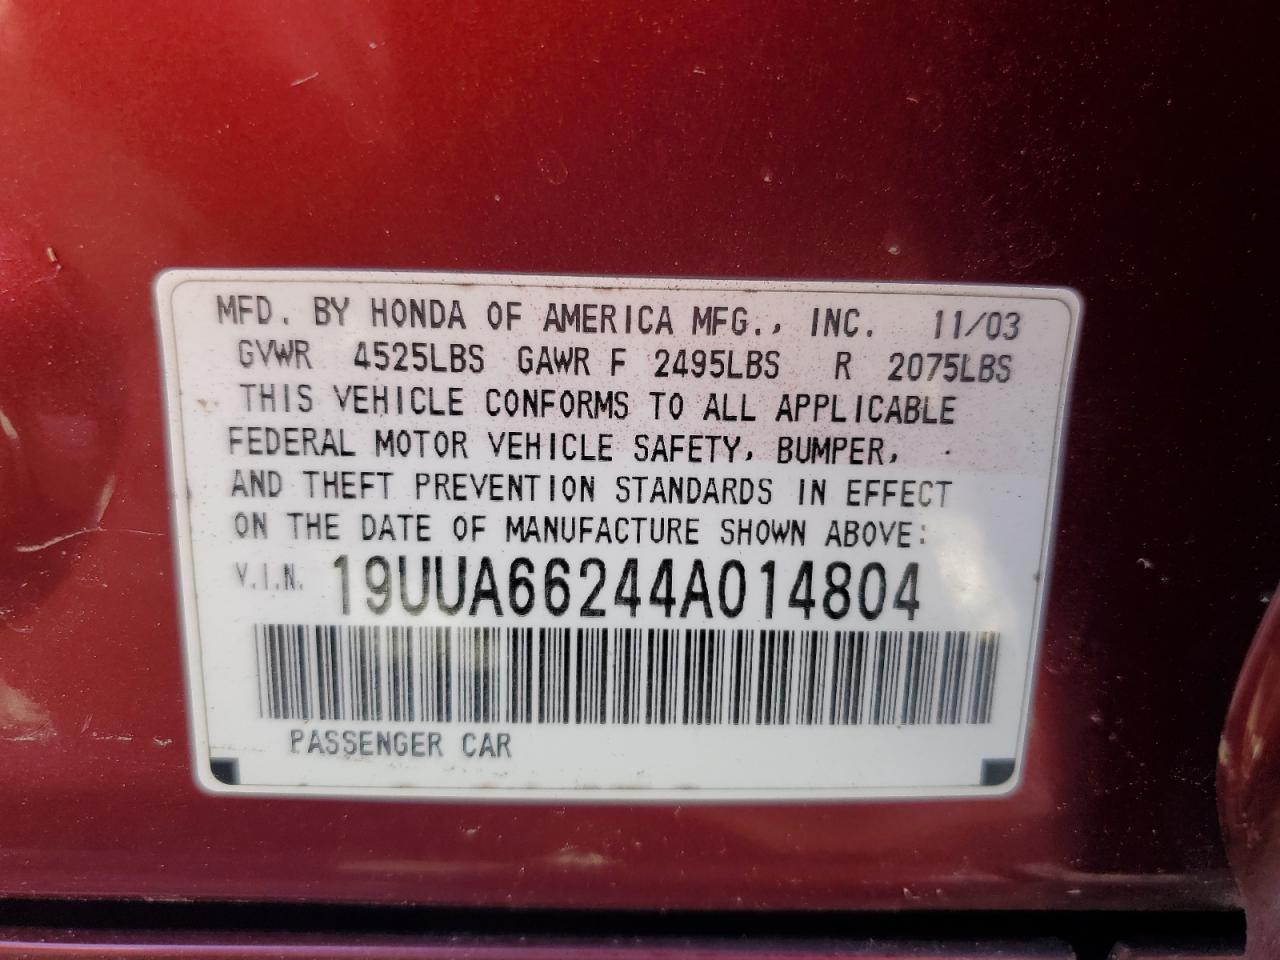 MFD. BY HONDA OF AMERICA MFG., INC. 11/03
GVWR 4525LBS GAWR F 2495LBS R 2075LBS
THIS VEHICLE CONFORMS TO ALL APPLICABLE
FEDERAL MOTOR VEHICLE SAFETY, BUMPER,
AND THEFT PREVENTION STANDARDS IN EFFECT
ON THE DATE OF MANUFACTURE SHOWN ABOVE:
V.I.N. 19UUA66244A014804
PASSENGER CAR